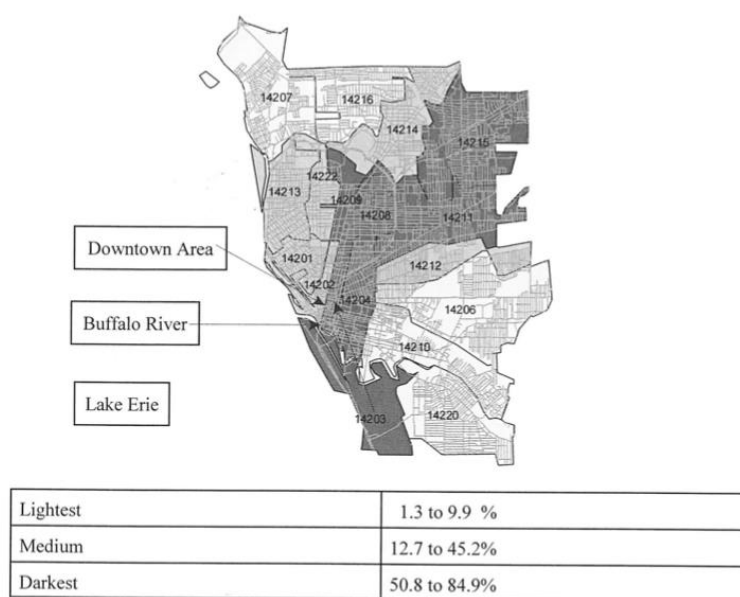 14207
14216
14214
14215
14222
14213
14209
14208
14211
Downtown Area
14201
14212
14202
14204
14206
Buffalo River
14210
Lake Erie
14203
14220
Lightest 1.3 to 9.9 %
Medium 12.7 to 45.2%
Darkest 50.8 to 84.9%